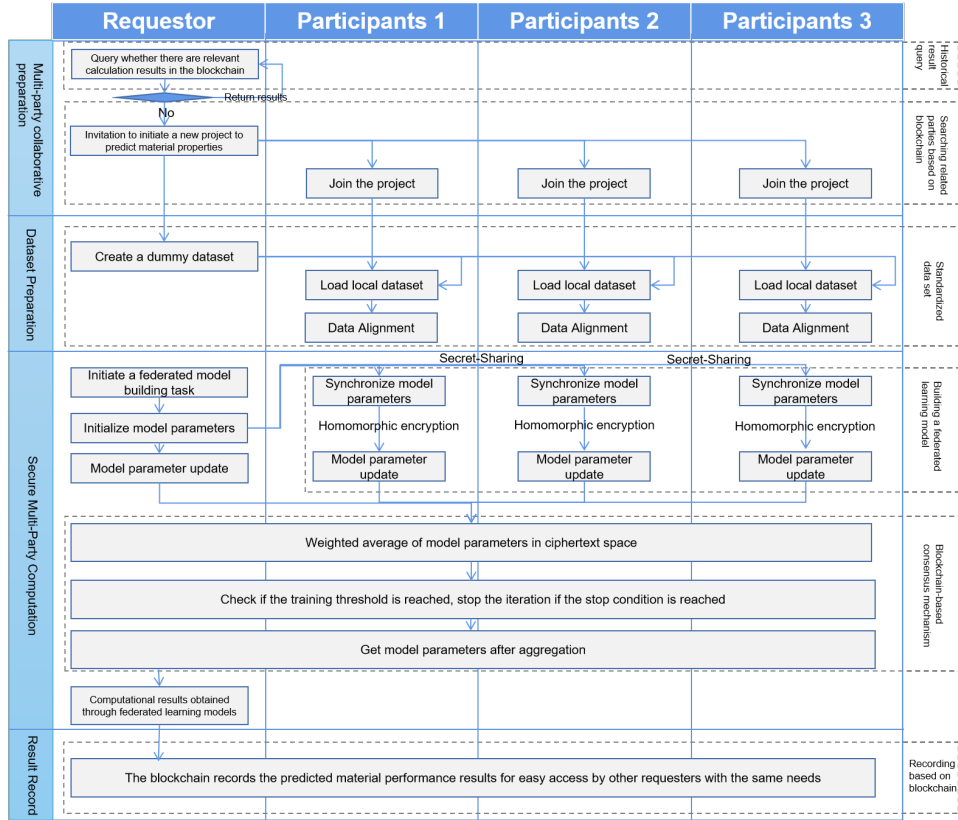 Requestor
Participants 1
Participants 2
Participants 3
Multi-party collaborative
preparation
Query whether there are relevant
calculation results in the blockchain
Return results
No
Historical
result
query
Invitation to initiate a new project to
predict material properties
Join the project
Join the project
Join the project
Searching related
parties based on
blockchain
Dataset Preparation
Create a dummy dataset
Load local dataset
Load local dataset
Load local dataset
Data Alignment
Data Alignment
Data Alignment
Standardized
data set
Secure Multi-Party Computation
Secret-Sharing
Secret-Sharing
Initiate a federated model
building task
Synchronize model
parameters
Synchronize model
parameters
Synchronize model
parameters
Initialize model parameters
Homomorphic encryption
Homomorphic encryption
Homomorphic encryption
Model parameter update
Model parameter
update
Model parameter
update
Model parameter
update
Building a federated
learning model
Weighted average of model parameters in ciphertext space
Check if the training threshold is reached, stop the iteration if the stop condition is reached
Get model parameters after aggregation
Blockchain-based
consensus mechanism
Computational results obtained
through federated learning models
Result Record
The blockchain records the predicted material performance results for easy access by other requesters with the same needs
Recording
based on
blockchain